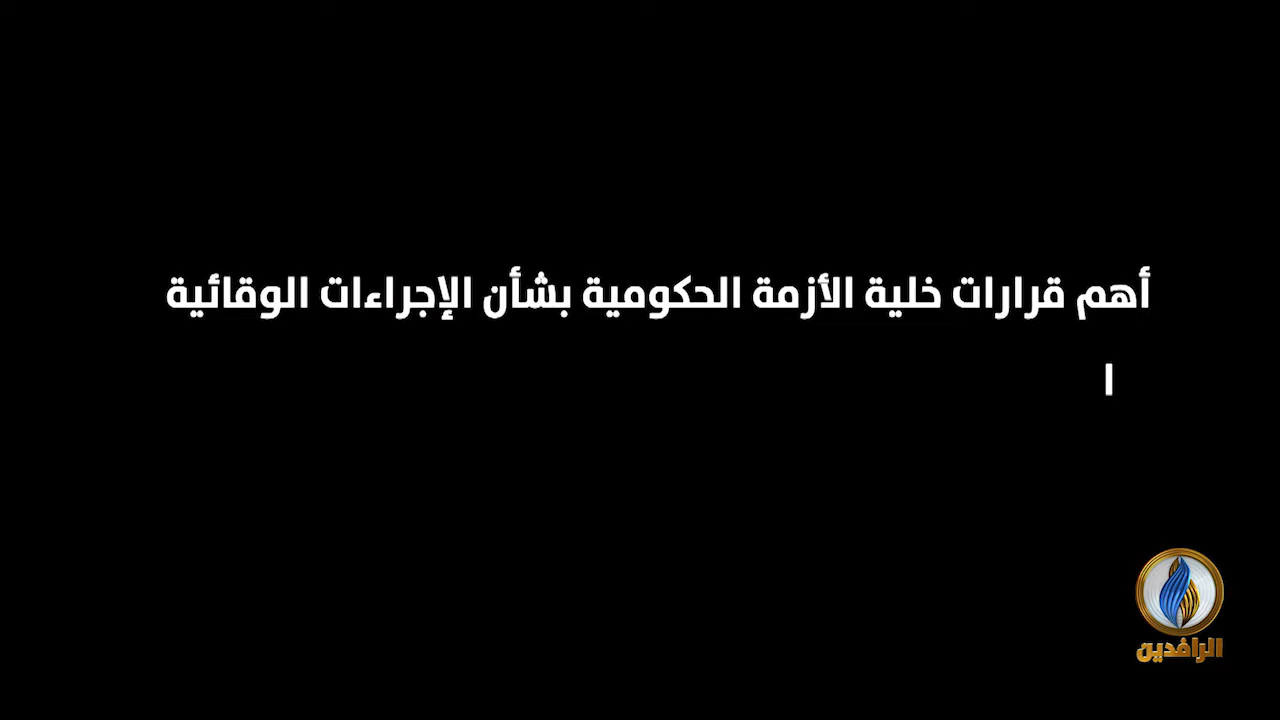 أهم قرارات خلية الأزمة الحكومية بشأن الإجراءات الوقائية
ا
الرافدين